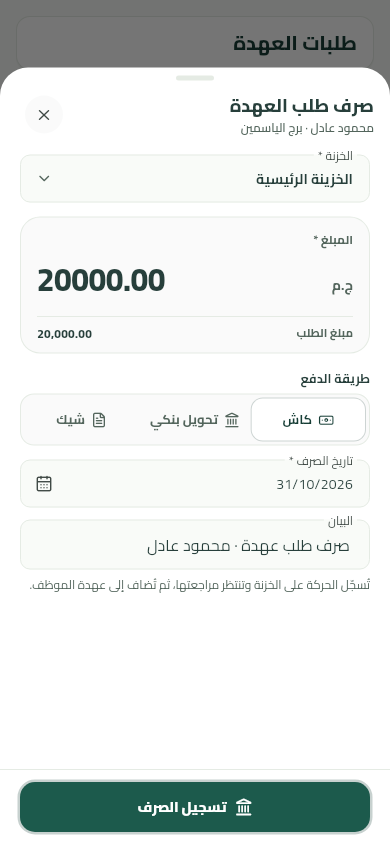 طلبات العهدة
صرف طلب العهدة
محمود عادل · برج الياسمين
الخزنة *
الخزينة الرئيسية
المبلغ *
20000.00 ج.م
مبلغ الطلب 20,000.00
طريقة الدفع
كاش تحويل بنكي شيك
تاريخ الصرف *
31/10/2026
البيان
صرف طلب عهدة · محمود عادل
تُسجّل الحركة على الخزنة وتنتظر مراجعتها، ثم تُضاف إلى عهدة الموظف.
تسجيل الصرف